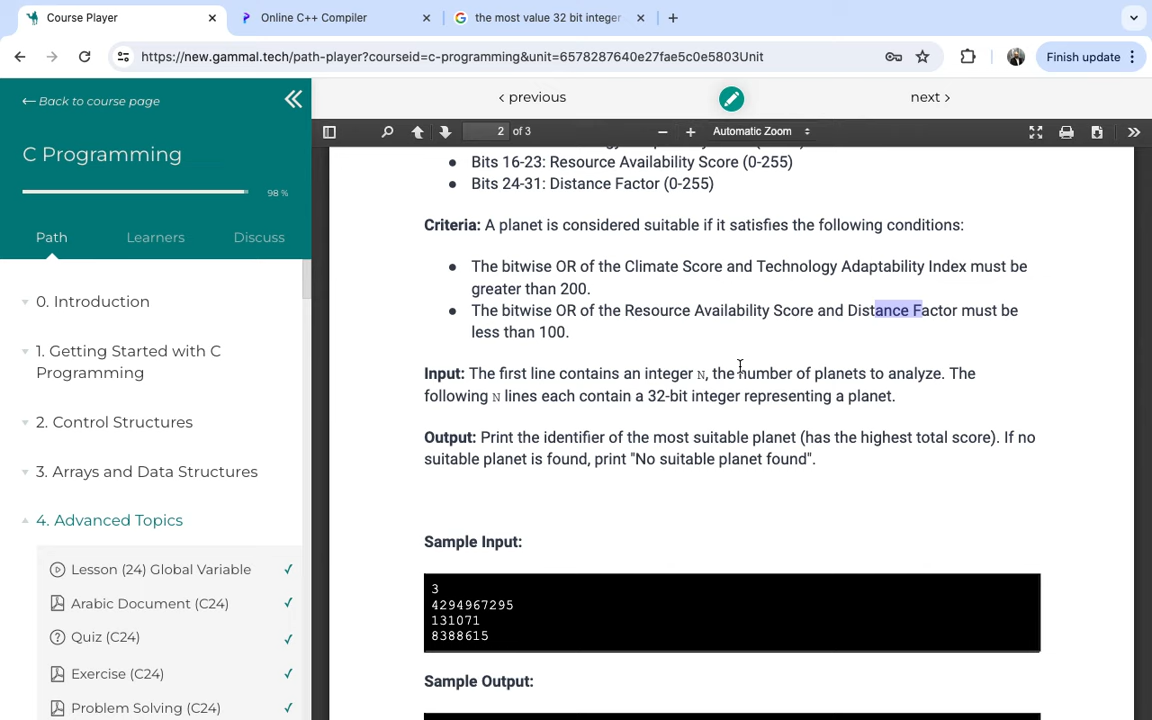 Course Player
Online C++ Compiler
the most value 32 bit integer
https://new.gammal.tech/path-player?courseid=c-programming&unit=6578287640e27fae5c0e5803Unit
Finish update
Back to course page
C Programming
98 %
Path Learners Discuss
0. Introduction
1. Getting Started with C
Programming
2. Control Structures
3. Arrays and Data Structures
4. Advanced Topics
Lesson (24) Global Variable
Arabic Document (C24)
Quiz (C24)
Exercise (C24)
Problem Solving (C24)
< previous
next >
2 of 3
Automatic Zoom
● Bits 16-23: Resource Availability Score (0-255)
● Bits 24-31: Distance Factor (0-255)
Criteria: A planet is considered suitable if it satisfies the following conditions:
● The bitwise OR of the Climate Score and Technology Adaptability Index must be
greater than 200.
● The bitwise OR of the Resource Availability Score and Distance Factor must be
less than 100.
Input: The first line contains an integer N, the number of planets to analyze. The
following N lines each contain a 32-bit integer representing a planet.
Output: Print the identifier of the most suitable planet (has the highest total score). If no
suitable planet is found, print "No suitable planet found".
Sample Input:
3
4294967295
131071
8388615
Sample Output: